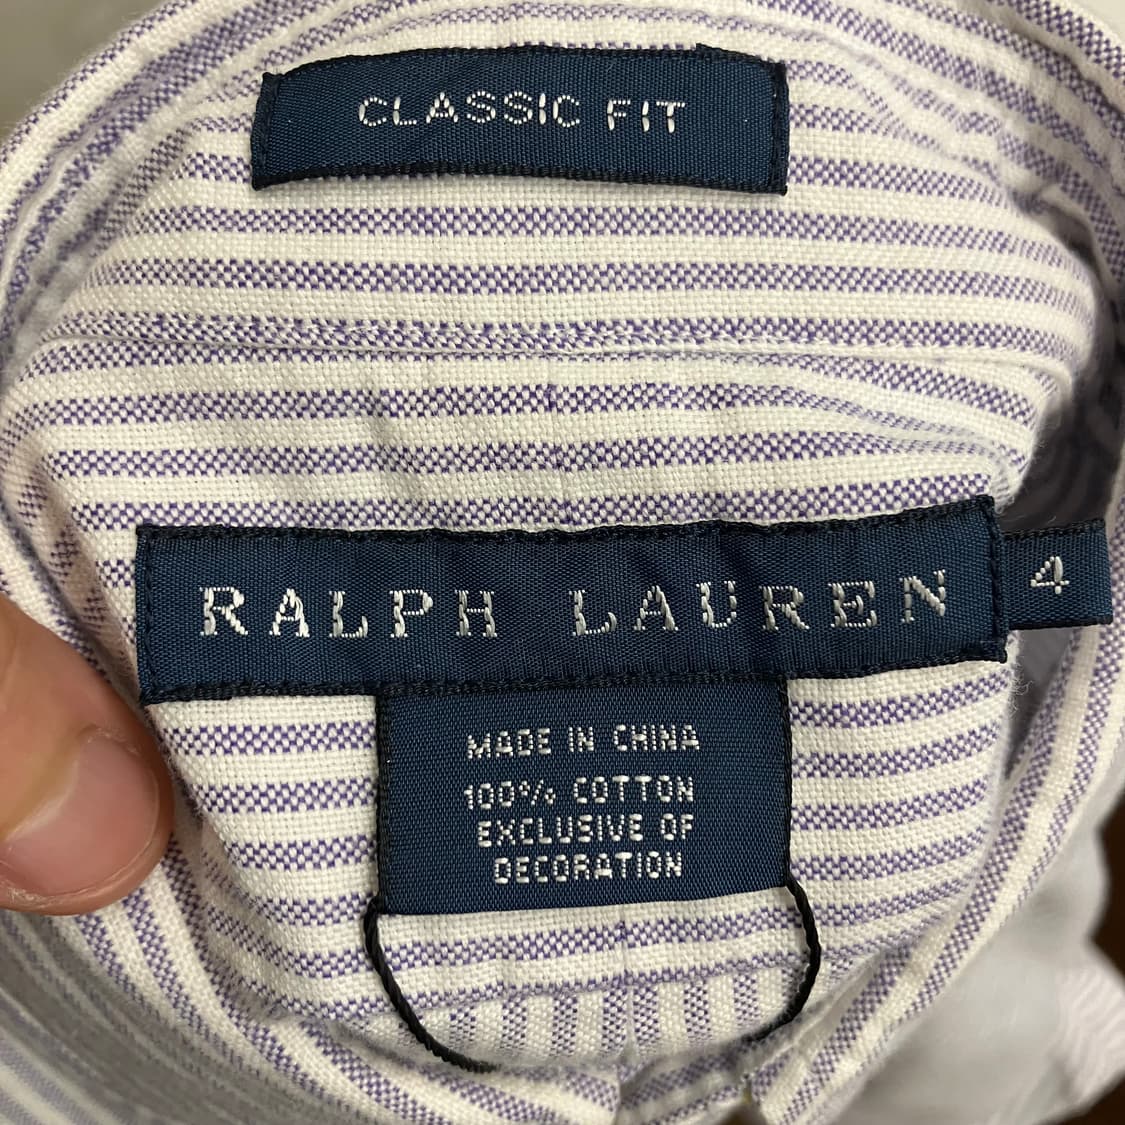 CLASSIC FIT
RALPH LAUREN
4
MADE IN CHINA
100% COTTON
EXCLUSIVE OF
DECORATION